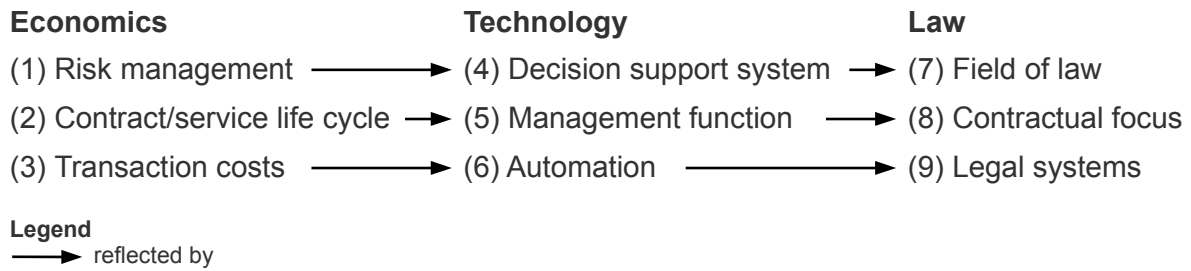 Economics Technology Law
(1) Risk management (4) Decision support system (7) Field of law
(2) Contract/service life cycle (5) Management function (8) Contractual focus
(3) Transaction costs (6) Automation (9) Legal systems
Legend
reflected by